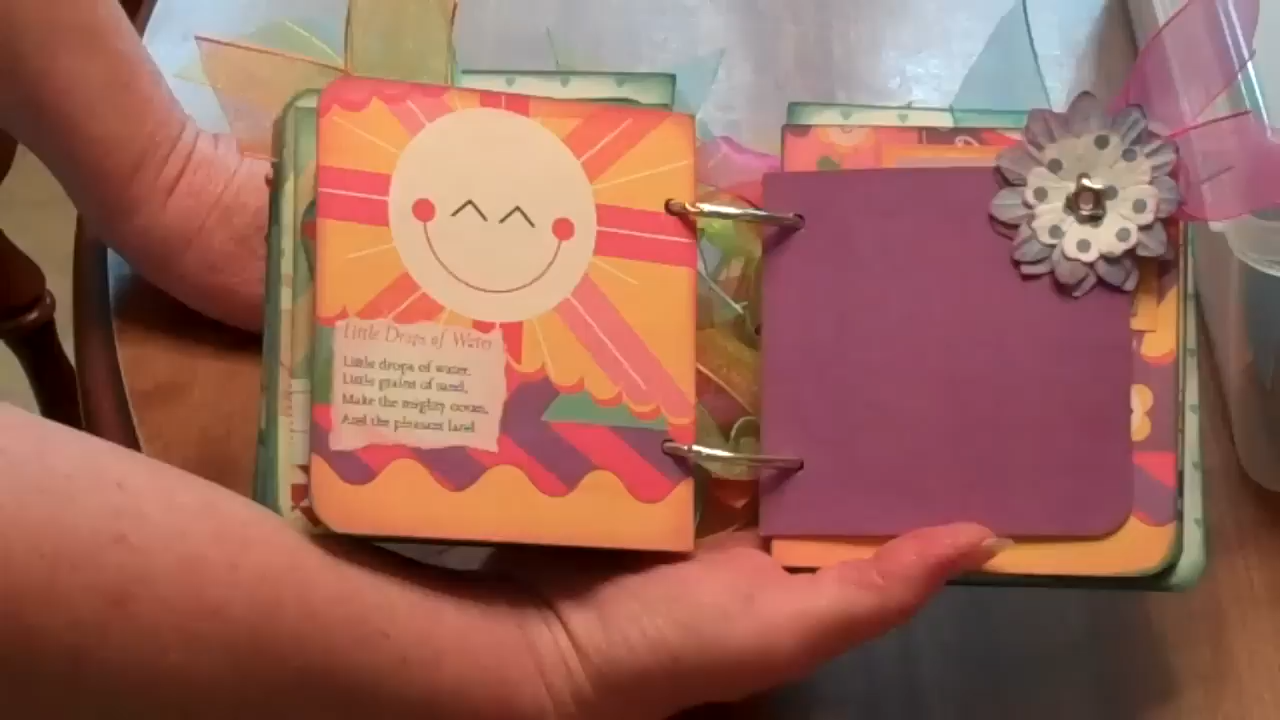 Little Drops of Water
Little drops of water,
Little grains of sand,
Make the mighty ocean,
And the pleasant land